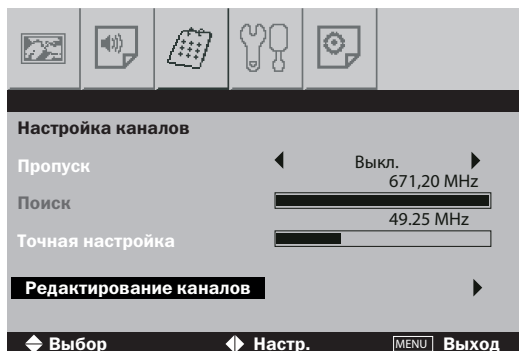 Настройка каналов
Пропуск Выкл.
671,20 MHz
Поиск
49.25 MHz
Точная настройка
Редактирование каналов
Выбор Настр. MENU Выход